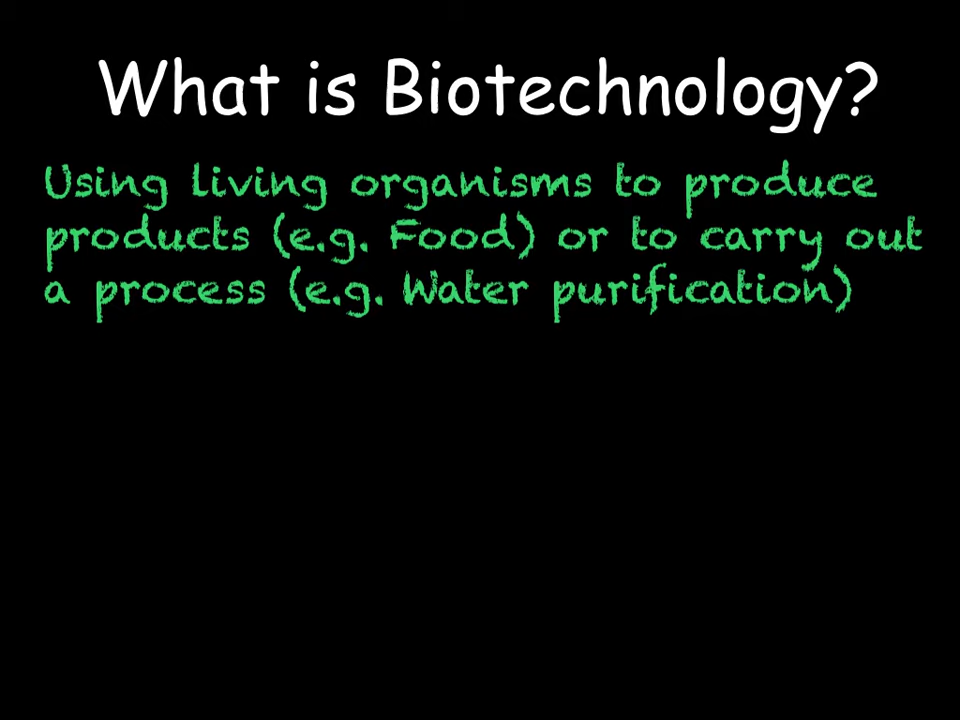 What is Biotechnology?
Using living organisms to produce
products (e.g. Food) or to carry out
a process (e.g. Water purification)